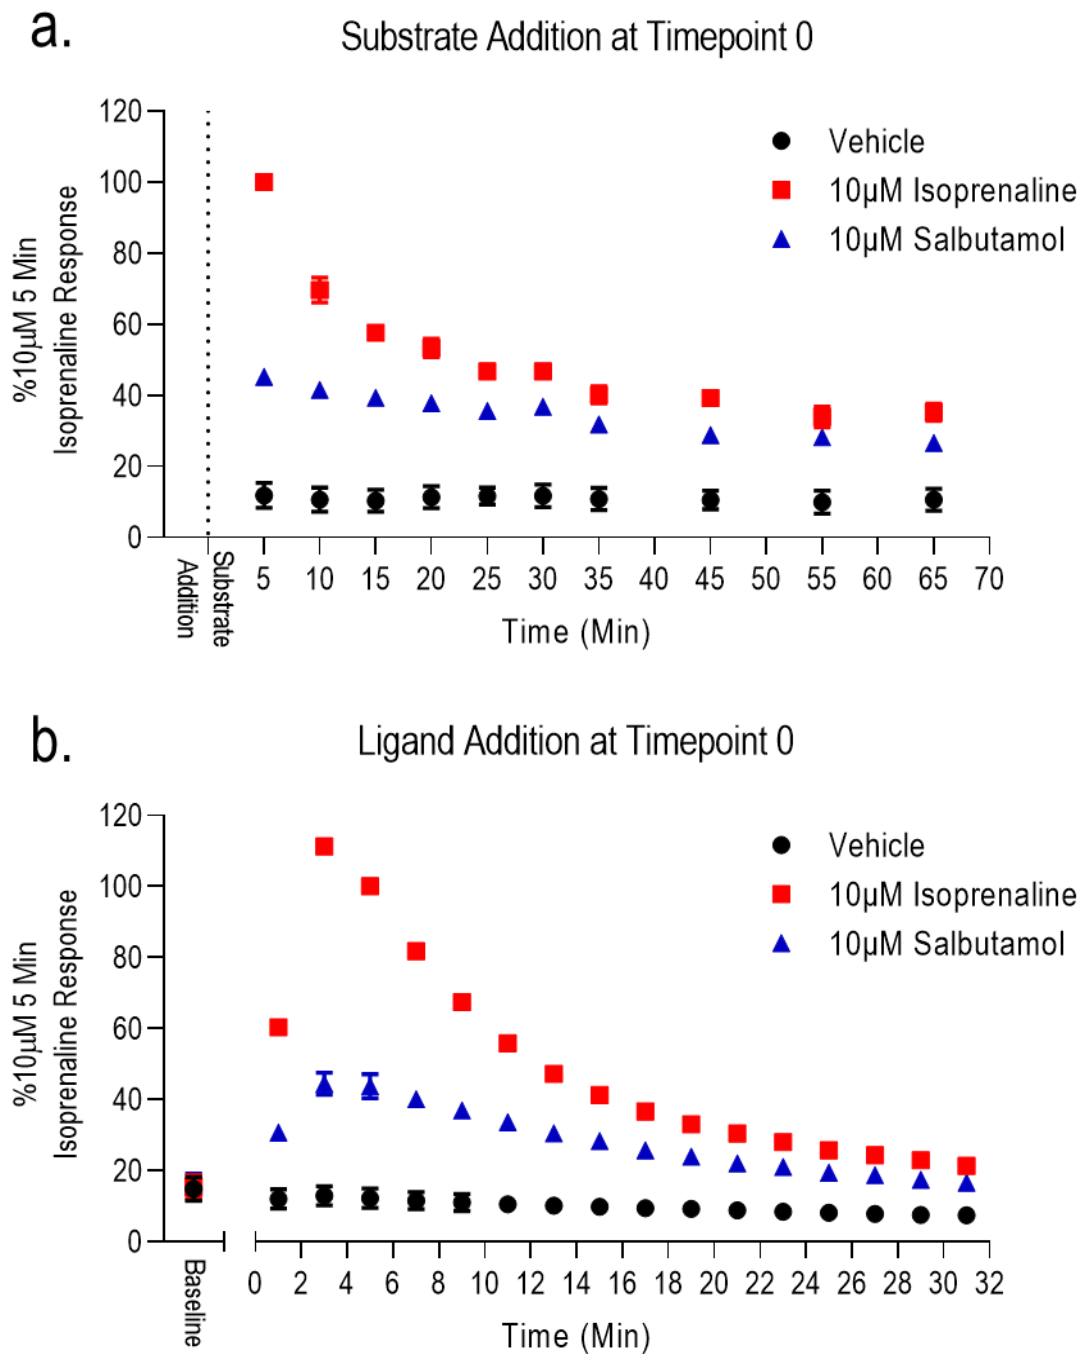 a.
Substrate Addition at Timepoint 0
%10μM 5 Min
Isoprenaline Response
120
100
80
60
40
20
0
Vehicle
10μM Isoprenaline
10μM Salbutamol
Addition
Substrate
5 10 15 20 25 30 35 40 45 50 55 60 65 70
Time (Min)
b.
Ligand Addition at Timepoint 0
%10μM 5 Min
Isoprenaline Response
120
100
80
60
40
20
0
Vehicle
10μM Isoprenaline
10μM Salbutamol
Baseline
0 2 4 6 8 10 12 14 16 18 20 22 24 26 28 30 32
Time (Min)